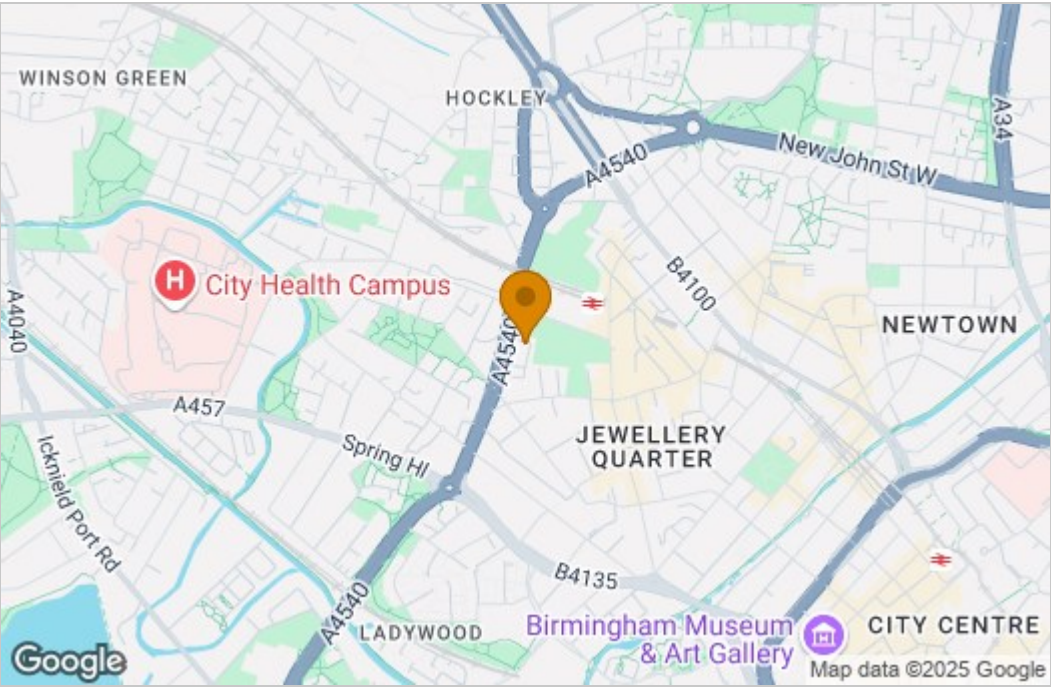 WINSON GREEN
HOCKLEY
A34
New John St W
A4540
City Health Campus
B4100
A4040
A4540
NEWTOWN
A457
JEWELLERY
QUARTER
Spring Hl
Icknield Port Rd
B4135
A4540
LADYWOOD
Birmingham Museum
& Art Gallery
CITY CENTRE
Google
Map data ©2025 Google